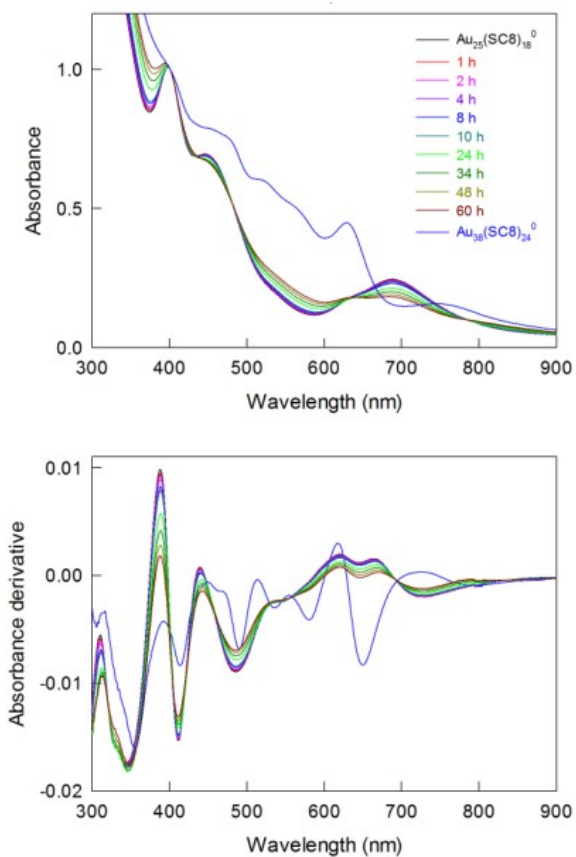 Au25(SC8)18^0
1 h
2 h
4 h
8 h
10 h
24 h
34 h
48 h
60 h
Au38(SC8)24^0
1.0
0.5
0.0
Absorbance
300 400 500 600 700 800 900
Wavelength (nm)
0.01
0.00
-0.01
-0.02
Absorbance derivative
300 400 500 600 700 800 900
Wavelength (nm)